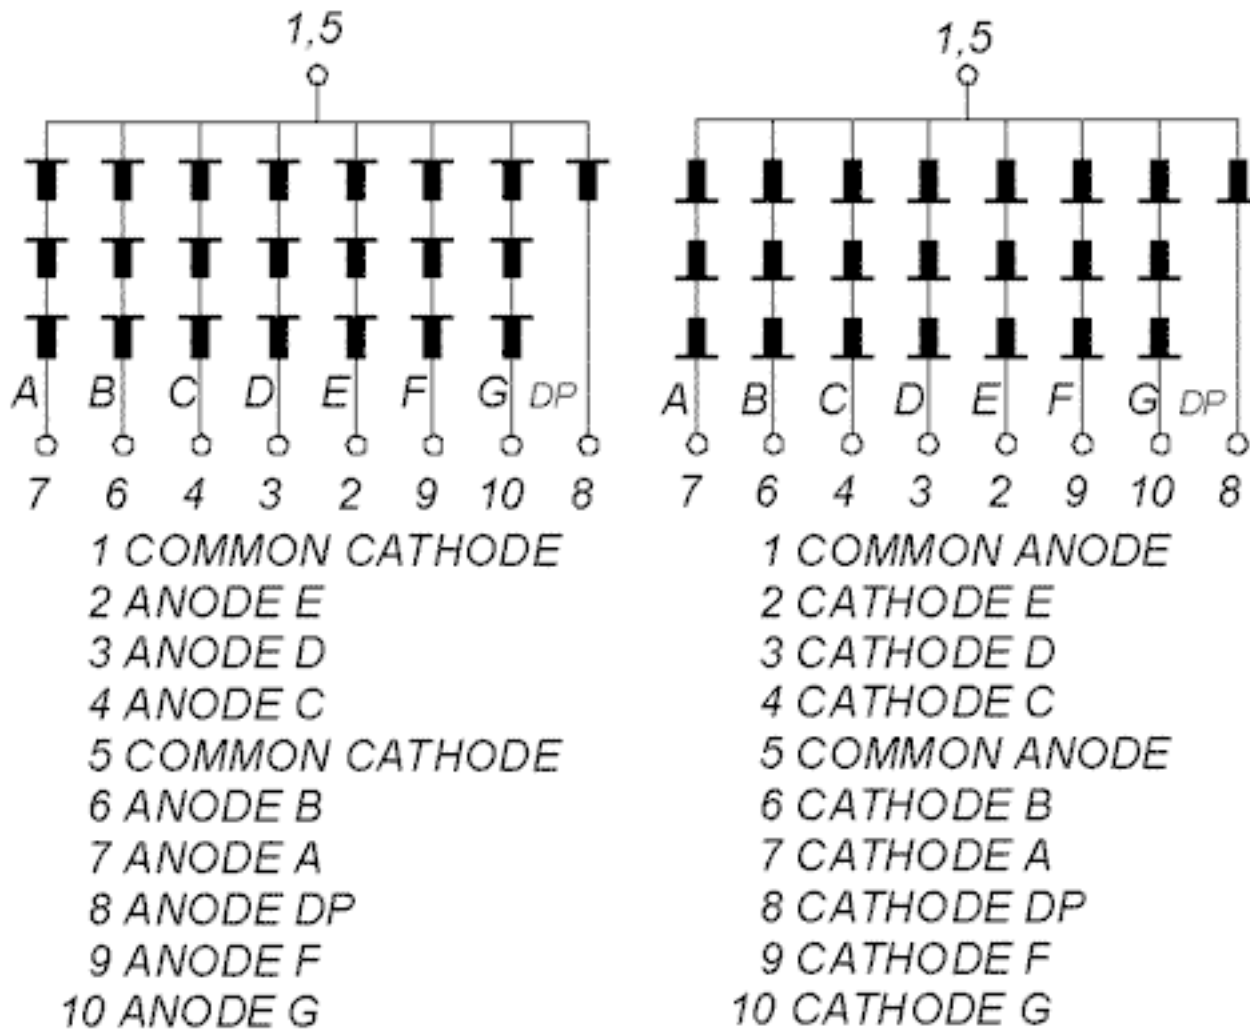 1,5
A B C D E F G DP
7 6 4 3 2 9 10 8
1 COMMON CATHODE
2 ANODE E
3 ANODE D
4 ANODE C
5 COMMON CATHODE
6 ANODE B
7 ANODE A
8 ANODE DP
9 ANODE F
10 ANODE G
1,5
A B C D E F G DP
7 6 4 3 2 9 10 8
1 COMMON ANODE
2 CATHODE E
3 CATHODE D
4 CATHODE C
5 COMMON ANODE
6 CATHODE B
7 CATHODE A
8 CATHODE DP
9 CATHODE F
10 CATHODE G